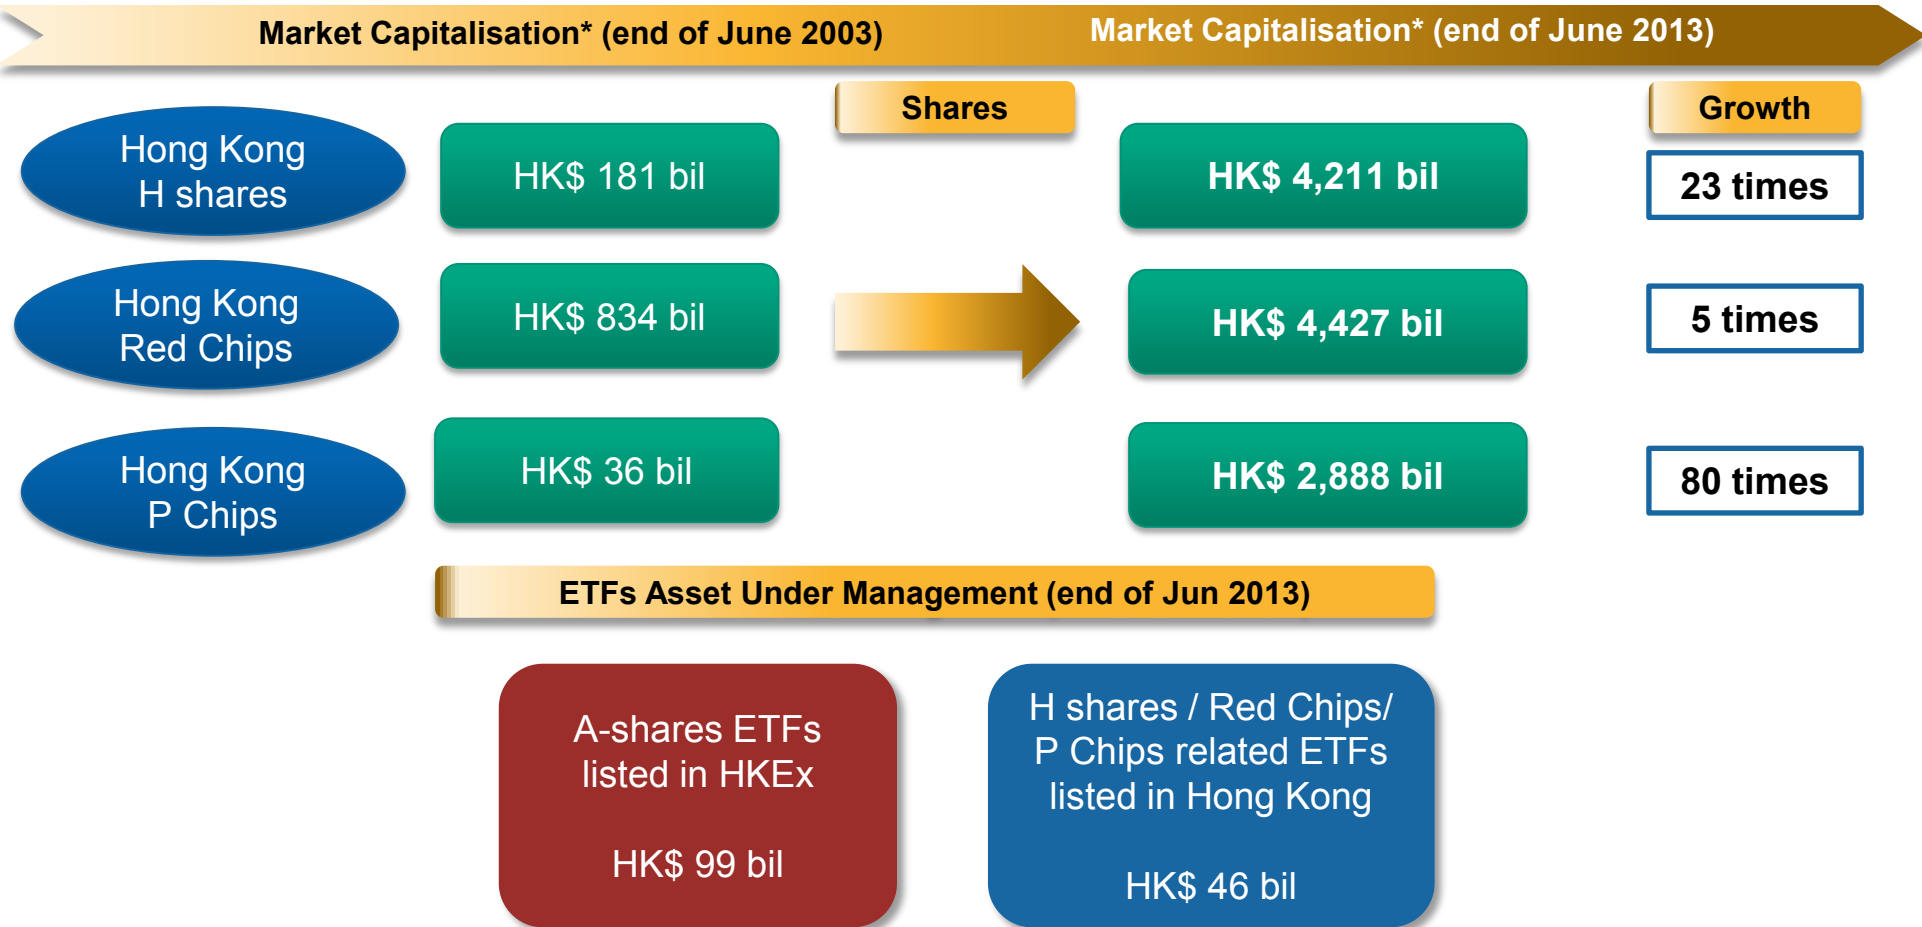 Market Capitalisation* (end of June 2003)
Market Capitalisation* (end of June 2013)
Shares
Growth
Hong Kong
H shares
HK$ 181 bil
HK$ 4,211 bil
23 times
Hong Kong
Red Chips
HK$ 834 bil
HK$ 4,427 bil
5 times
Hong Kong
P Chips
HK$ 36 bil
HK$ 2,888 bil
80 times
ETFs Asset Under Management (end of Jun 2013)
A-shares ETFs
listed in HKEx
HK$ 99 bil
H shares / Red Chips/
P Chips related ETFs
listed in Hong Kong
HK$ 46 bil